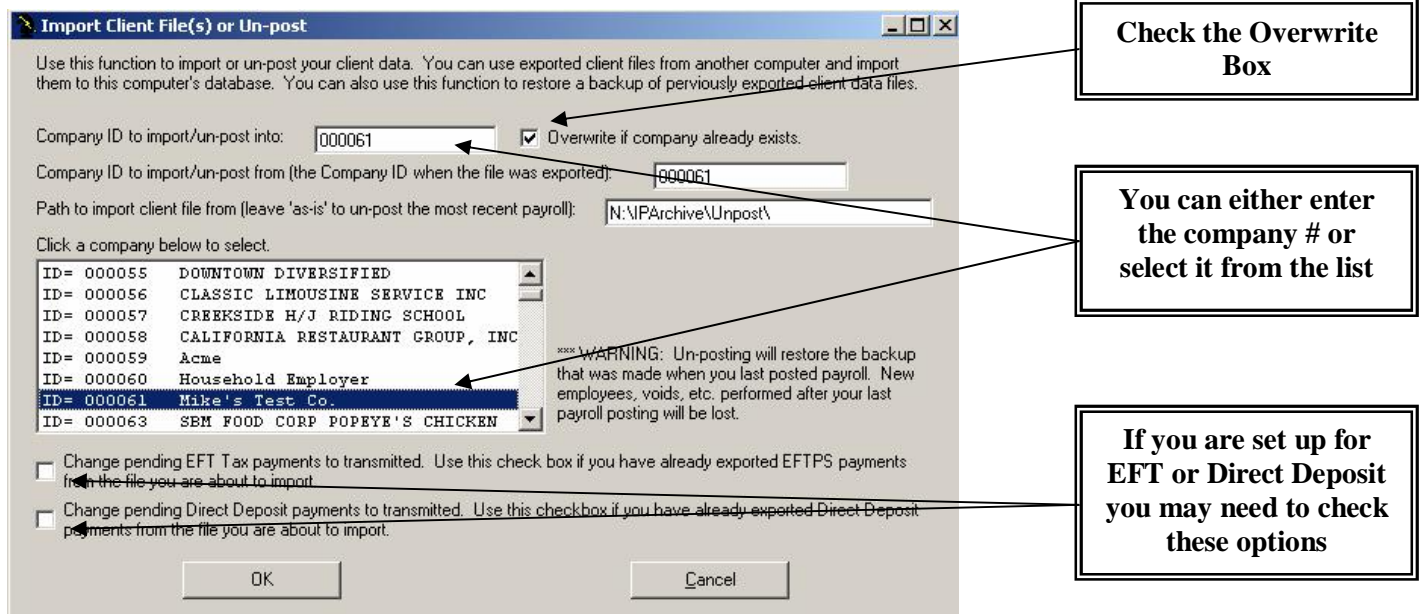 Import Client File(s) or Un-post
Use this function to import or un-post your client data. You can use exported client files from another computer and import
them to this computer's database. You can also use this function to restore a backup of perviously exported client data files.
Company ID to import/un-post into: 000061 Overwrite if company already exists.
Company ID to import/un-post from (the Company ID when the file was exported): 000061
Path to import client file from (leave 'as-is' to un-post the most recent payroll): N:\IPArchive\Unpost\
Click a company below to select.
ID= 000055 DOWNTOWN DIVERSIFIED
ID= 000056 CLASSIC LIMOUSINE SERVICE INC
ID= 000057 CREEKSIDE H/J RIDING SCHOOL
ID= 000058 CALIFORNIA RESTAURANT GROUP, INC
ID= 000059 Acme
ID= 000060 Household Employer
ID= 000061 Mike's Test Co.
ID= 000063 SBM FOOD CORP POPEYE'S CHICKEN
*** WARNING: Un-posting will restore the backup
that was made when you last posted payroll. New
employees, voids, etc. performed after your last
payroll posting will be lost.
Change pending EFT Tax payments to transmitted. Use this check box if you have already exported EFTPS payments
from the file you are about to import.
Change pending Direct Deposit payments to transmitted. Use this checkbox if you have already exported Direct Deposit
payments from the file you are about to import.
OK
Cancel
Check the Overwrite
Box
You can either enter
the company # or
select it from the list
If you are set up for
EFT or Direct Deposit
you may need to check
these options